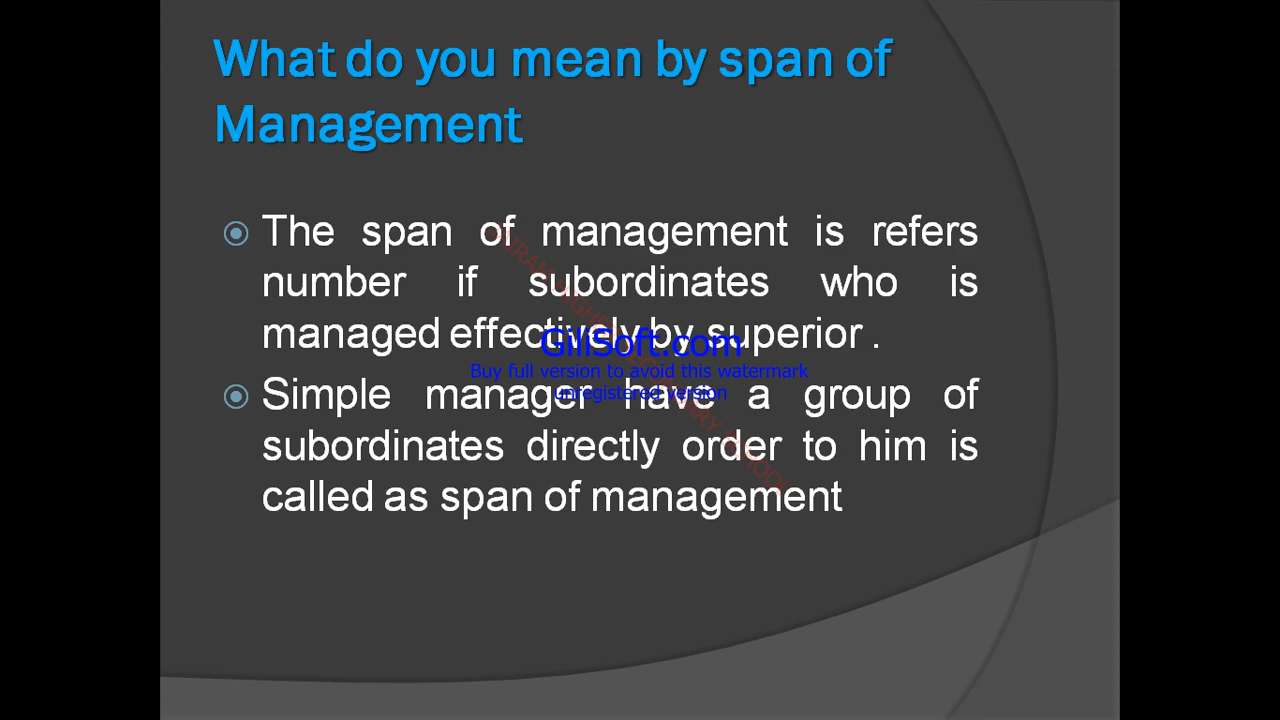 What do you mean by span of
Management
The span of management is refers
number if subordinates who is
managed effectively by superior .
GiliSoft.com
Buy full version to avoid this watermark
unregistered version
Simple manager have a group of
subordinates directly order to him is
called as span of management